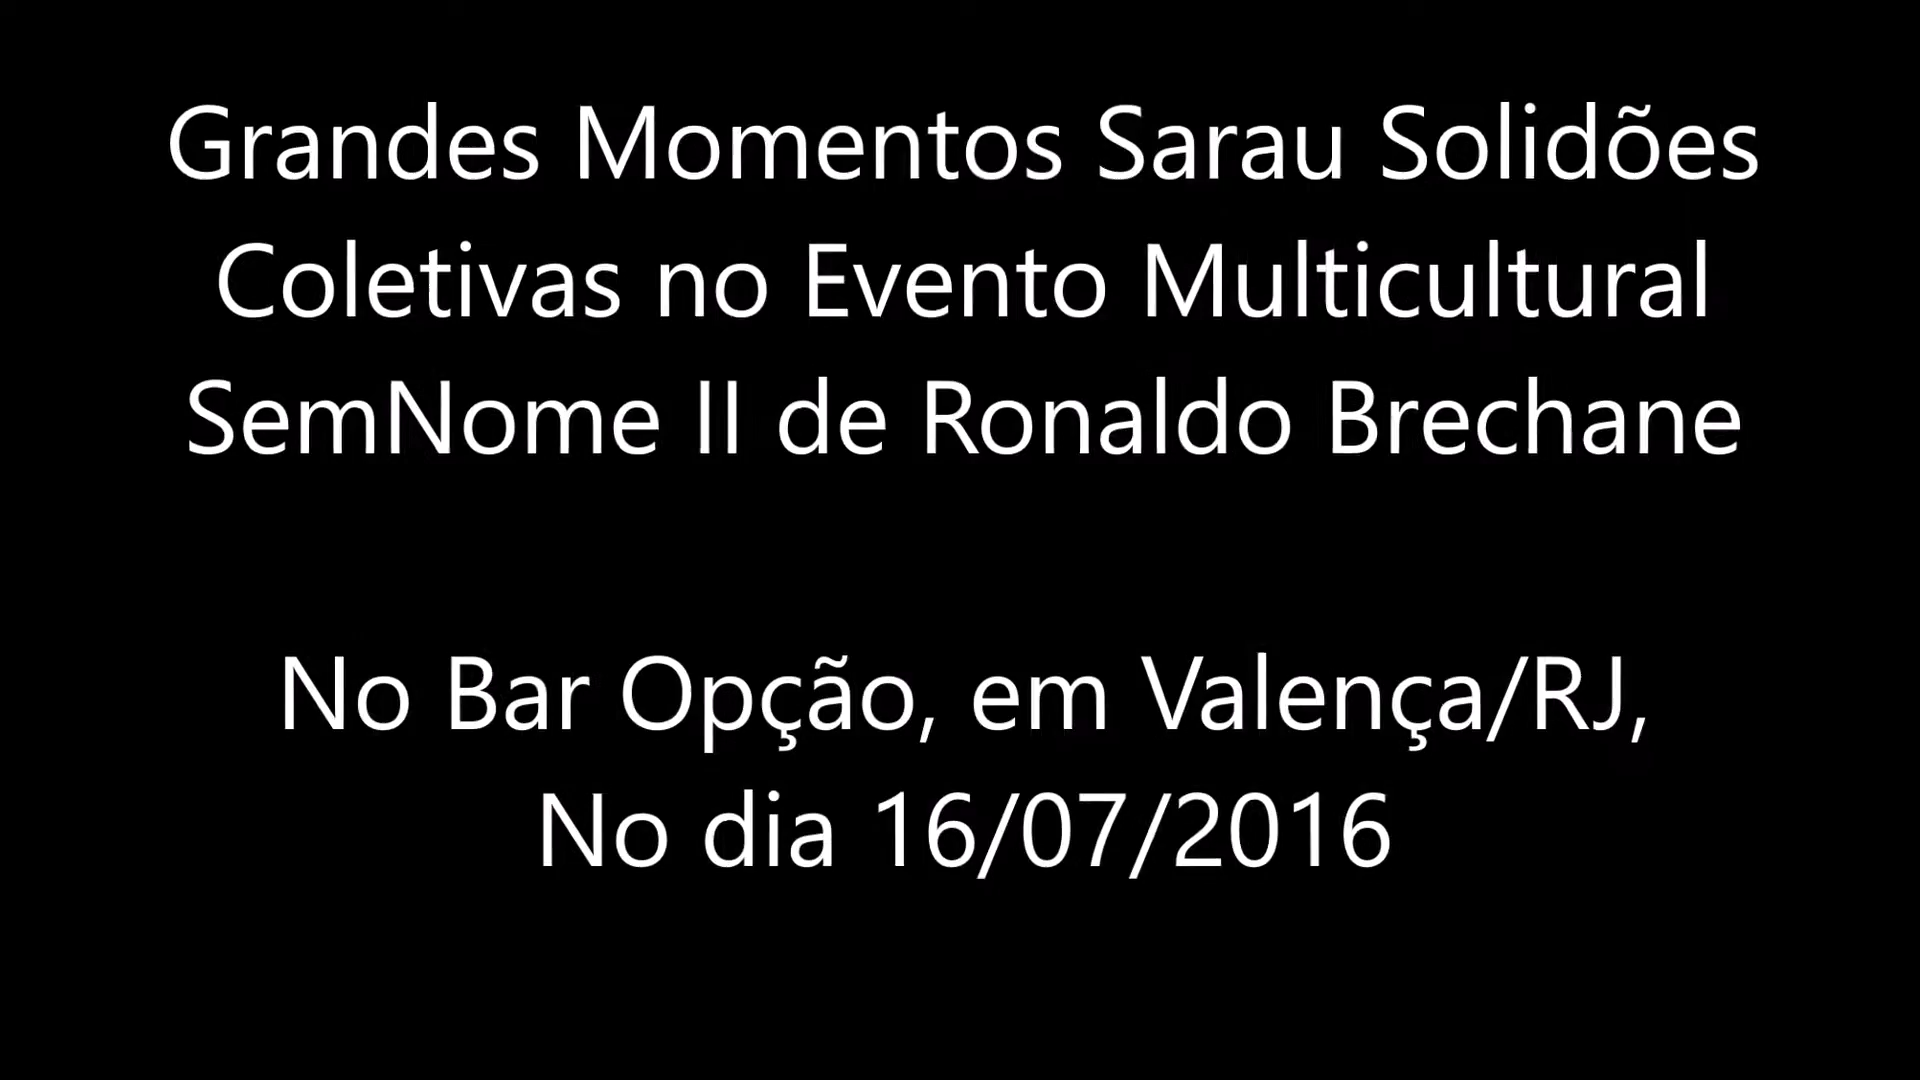 Grandes Momentos Sarau Solidões
Coletivas no Evento Multicultural
SemNome II de Ronaldo Brechane
No Bar Opção, em Valença/RJ,
No dia 16/07/2016